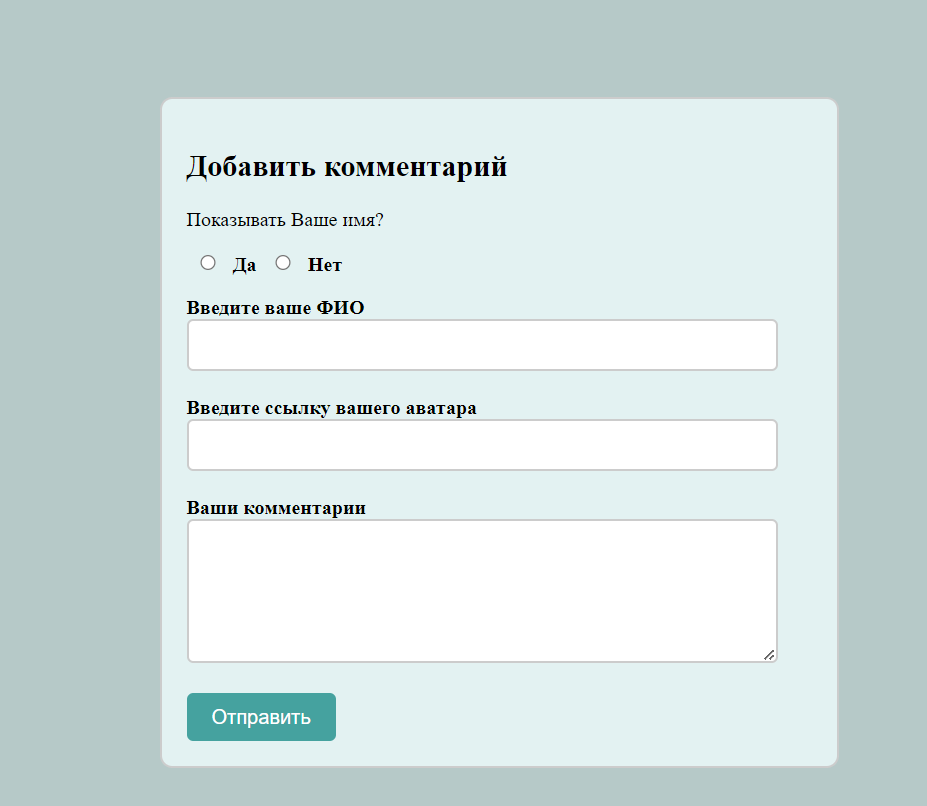 Добавить комментарий
Показывать Ваше имя?
Да Нет
Введите ваше ФИО
Введите ссылку вашего аватара
Ваши комментарии
Отправить